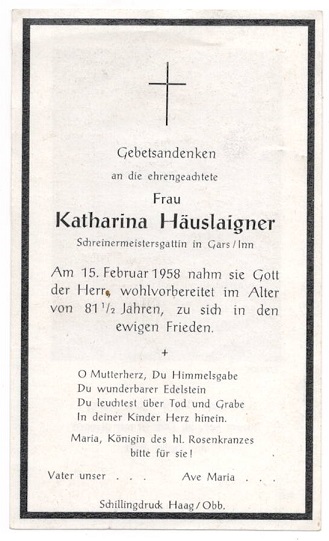 Gebetsandenken
an die ehrengeachtete
Frau
Katharina Häuslaigner
Schreinermeistersgattin in Gars/Inn
Am 15. Februar 1958 nahm sie Gott
der Herr, wohlvorbereitet im Alter
von 81 1/2 Jahren, zu sich in den
ewigen Frieden.
O Mutterherz, Du Himmelsgabe
Du wunderbarer Edelstein
Du leuchtest über Tod und Grabe
In deiner Kinder Herz hinein.
Maria, Königin des hl. Rosenkranzes
bitte für sie!
Vater unser . . . Ave Maria . . .
Schillingdruck Haag/Obb.